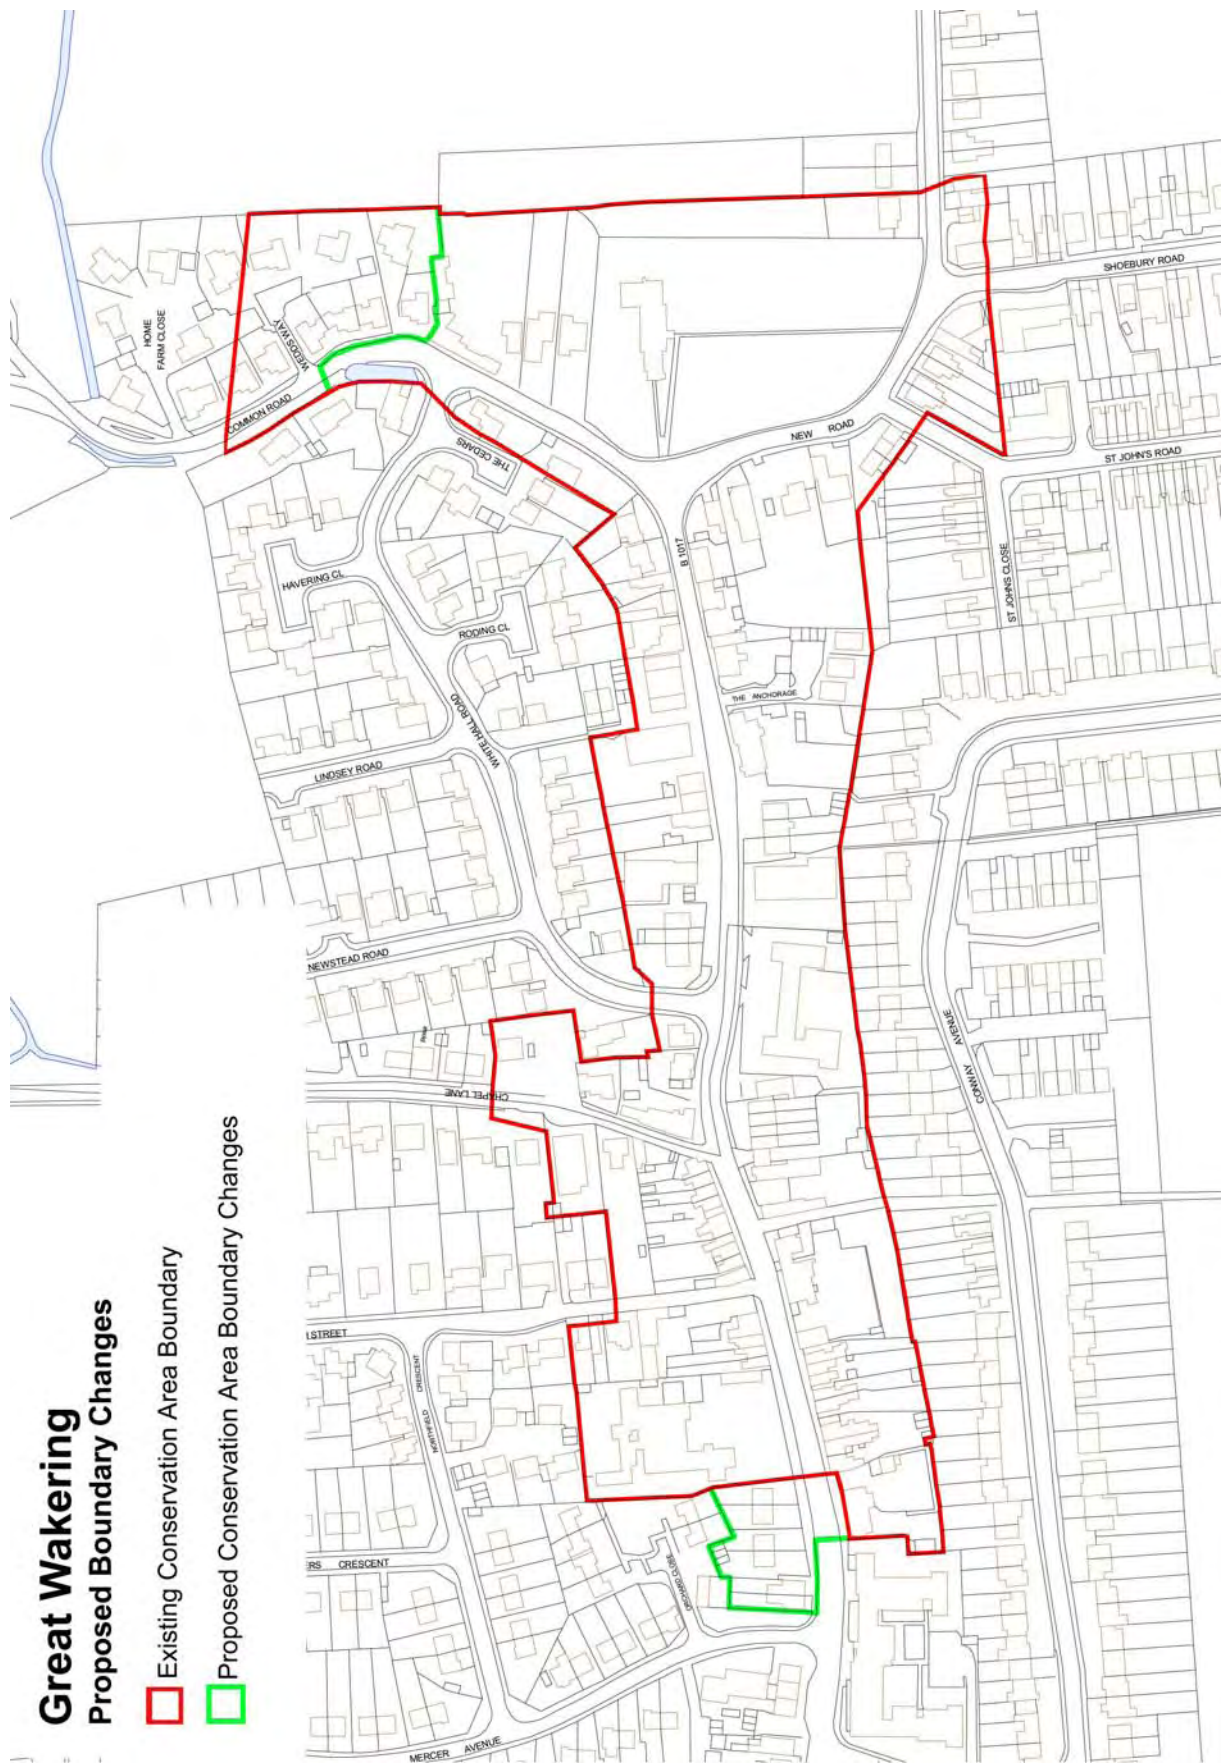 Great Wakering
Proposed Boundary Changes
Existing Conservation Area Boundary
Proposed Conservation Area Boundary Changes
HOME
FARM CLOSE
WEDDS WAY
COMMON ROAD
THE CEDARS
HAVERING CL
RODING CL
WHITE HALL ROAD
LINDSEY ROAD
NEWSTEAD ROAD
CHAPEL LANE
B 1017
NEW ROAD
SHOEBURY ROAD
ST JOHN'S ROAD
ST JOHNS CLOSE
THE ANCHORAGE
CONWAY AVENUE
STREET
NORTHFIELD CRESCENT
ERS CRESCENT
ORCHARD CLOSE
MERCER AVENUE